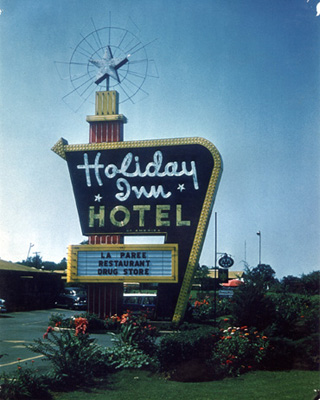 Holiday
Inn
HOTEL
LA PAREE
RESTAURANT
DRUG STORE